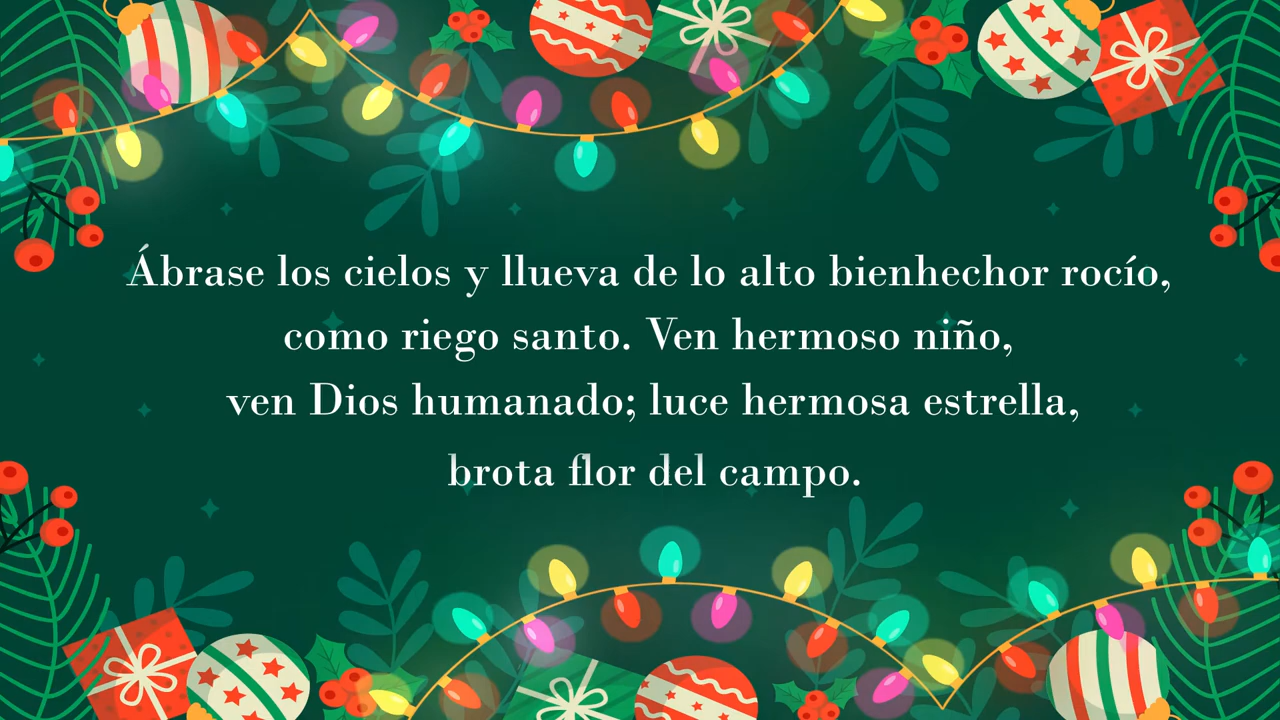 Ábrase los cielos y llueva de lo alto bienhechor rocío,
como riego santo. Ven hermoso niño,
ven Dios humanado; luce hermosa estrella,
brota flor del campo.